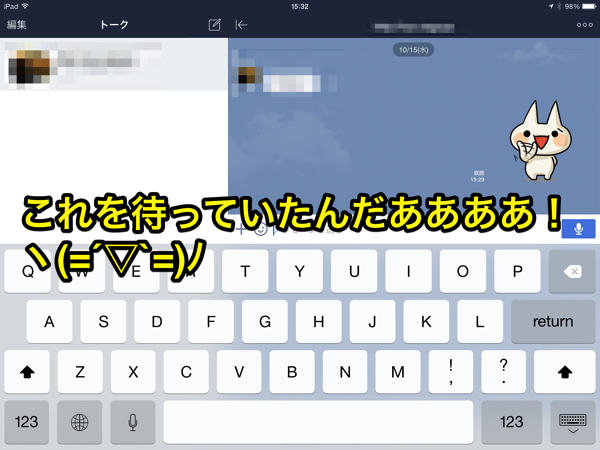 iPad
15:32
98%
編集
トーク
10/15(水)
既読
15:29
これを待っていたんだああああ！
ヽ(=´▽`=)ﾉ
Q W E R T Y U I O P
A S D F G H J K L return
Z X C V B N M ! , ? .
123 123